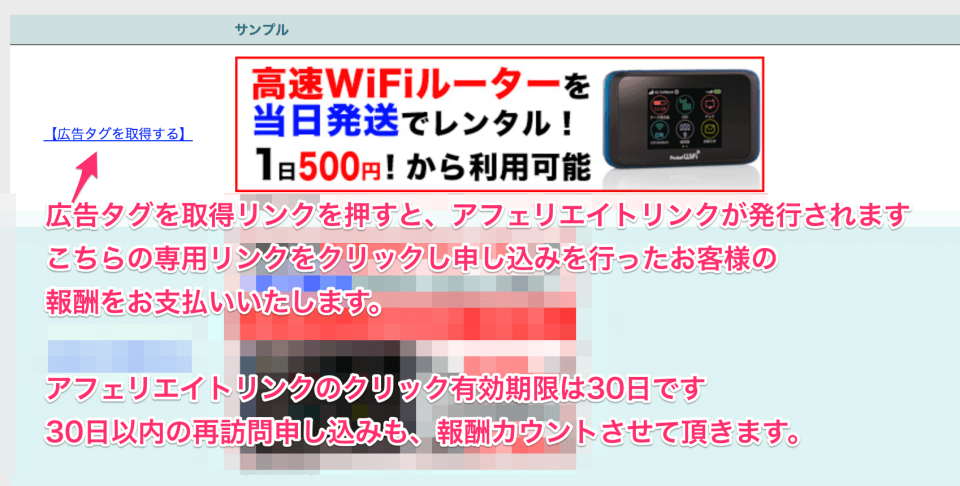 サンプル
高速WiFiルーターを
当日発送でレンタル！
1日500円！から利用可能
Pocket WiFi
【広告タグを取得する】
広告タグを取得リンクを押すと、アフェリエイトリンクが発行されます
こちらの専用リンクをクリックし申し込みを行ったお客様の
報酬をお支払いいたします。
アフェリエイトリンクのクリック有効期限は30日です
30日以内の再訪問申し込みも、報酬カウントさせて頂きます。